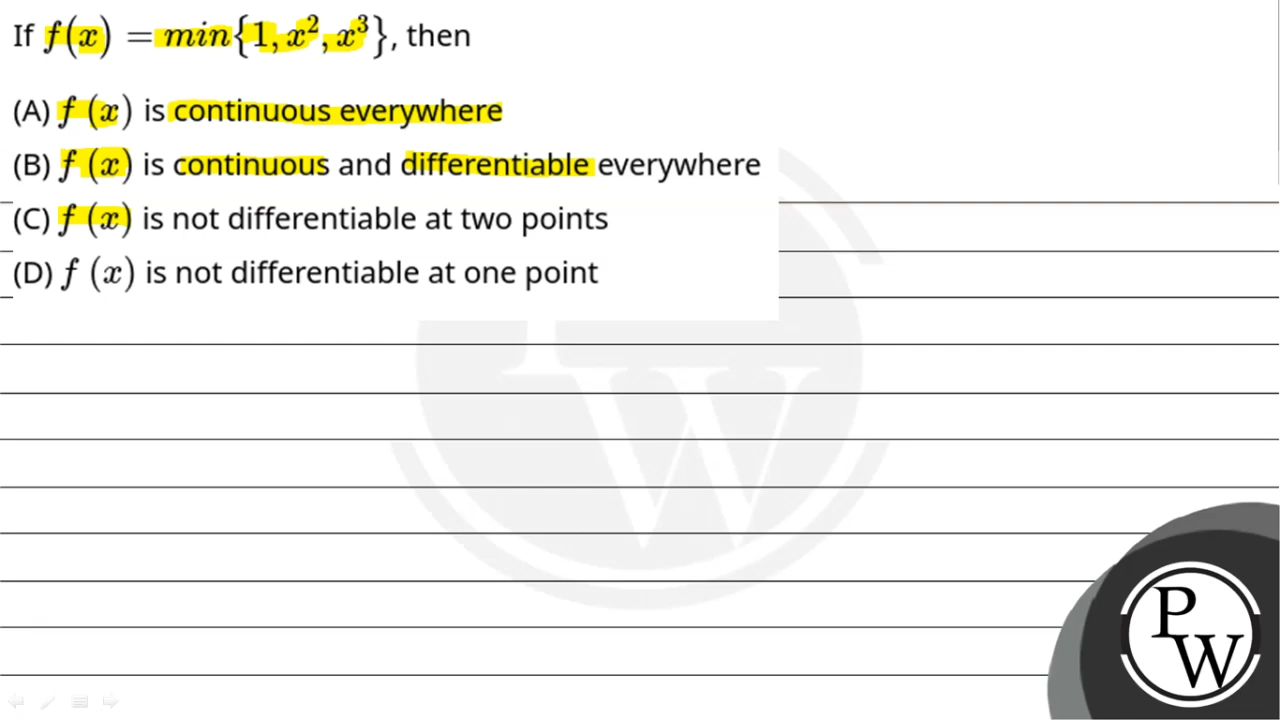 If f(x) = min{1, x², x³}, then
(A) f (x) is continuous everywhere
(B) f (x) is continuous and differentiable everywhere
(C) f (x) is not differentiable at two points
(D) f (x) is not differentiable at one point
P
W